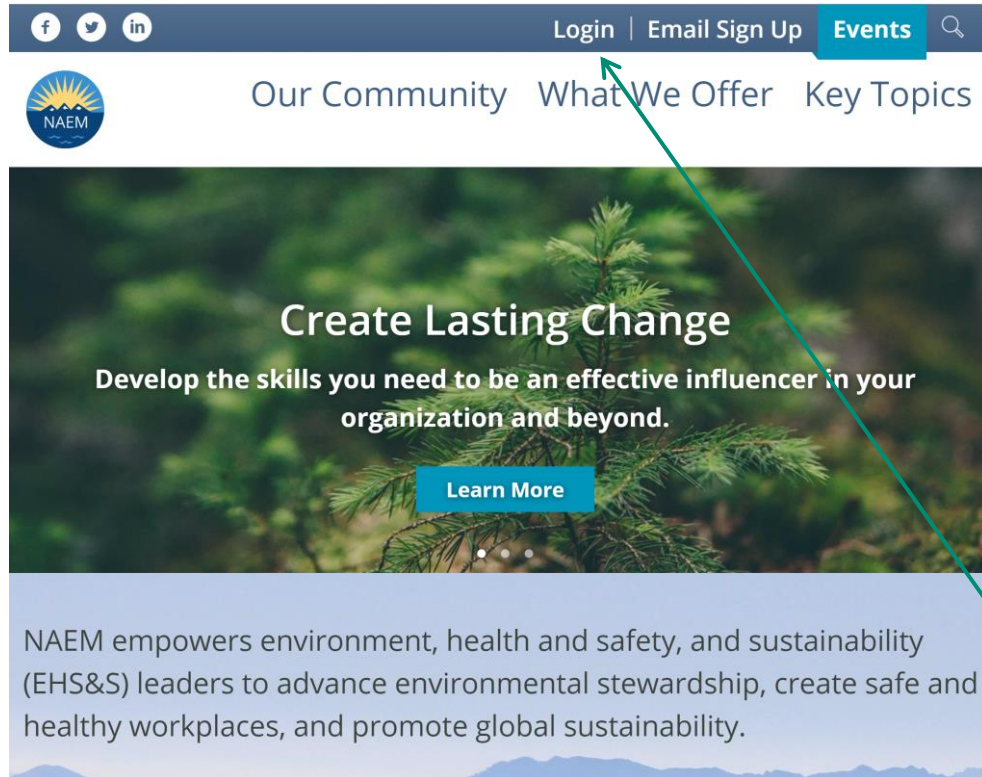 Login | Email Sign Up Events
NAEM
Our Community What We Offer Key Topics
Create Lasting Change
Develop the skills you need to be an effective influencer in your
organization and beyond.
Learn More
NAEM empowers environment, health and safety, and sustainability
(EHS&S) leaders to advance environmental stewardship, create safe and
healthy workplaces, and promote global sustainability.